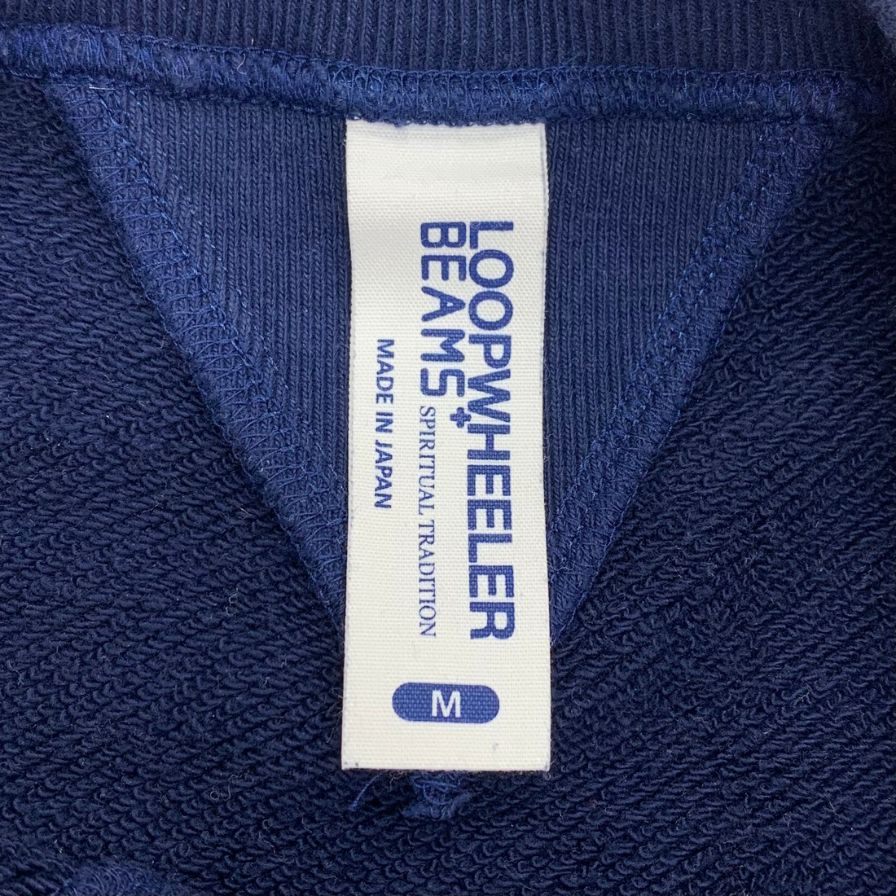 LOOPWHEELER
BEAMS+
SPIRITUAL TRADITION
MADE IN JAPAN
M